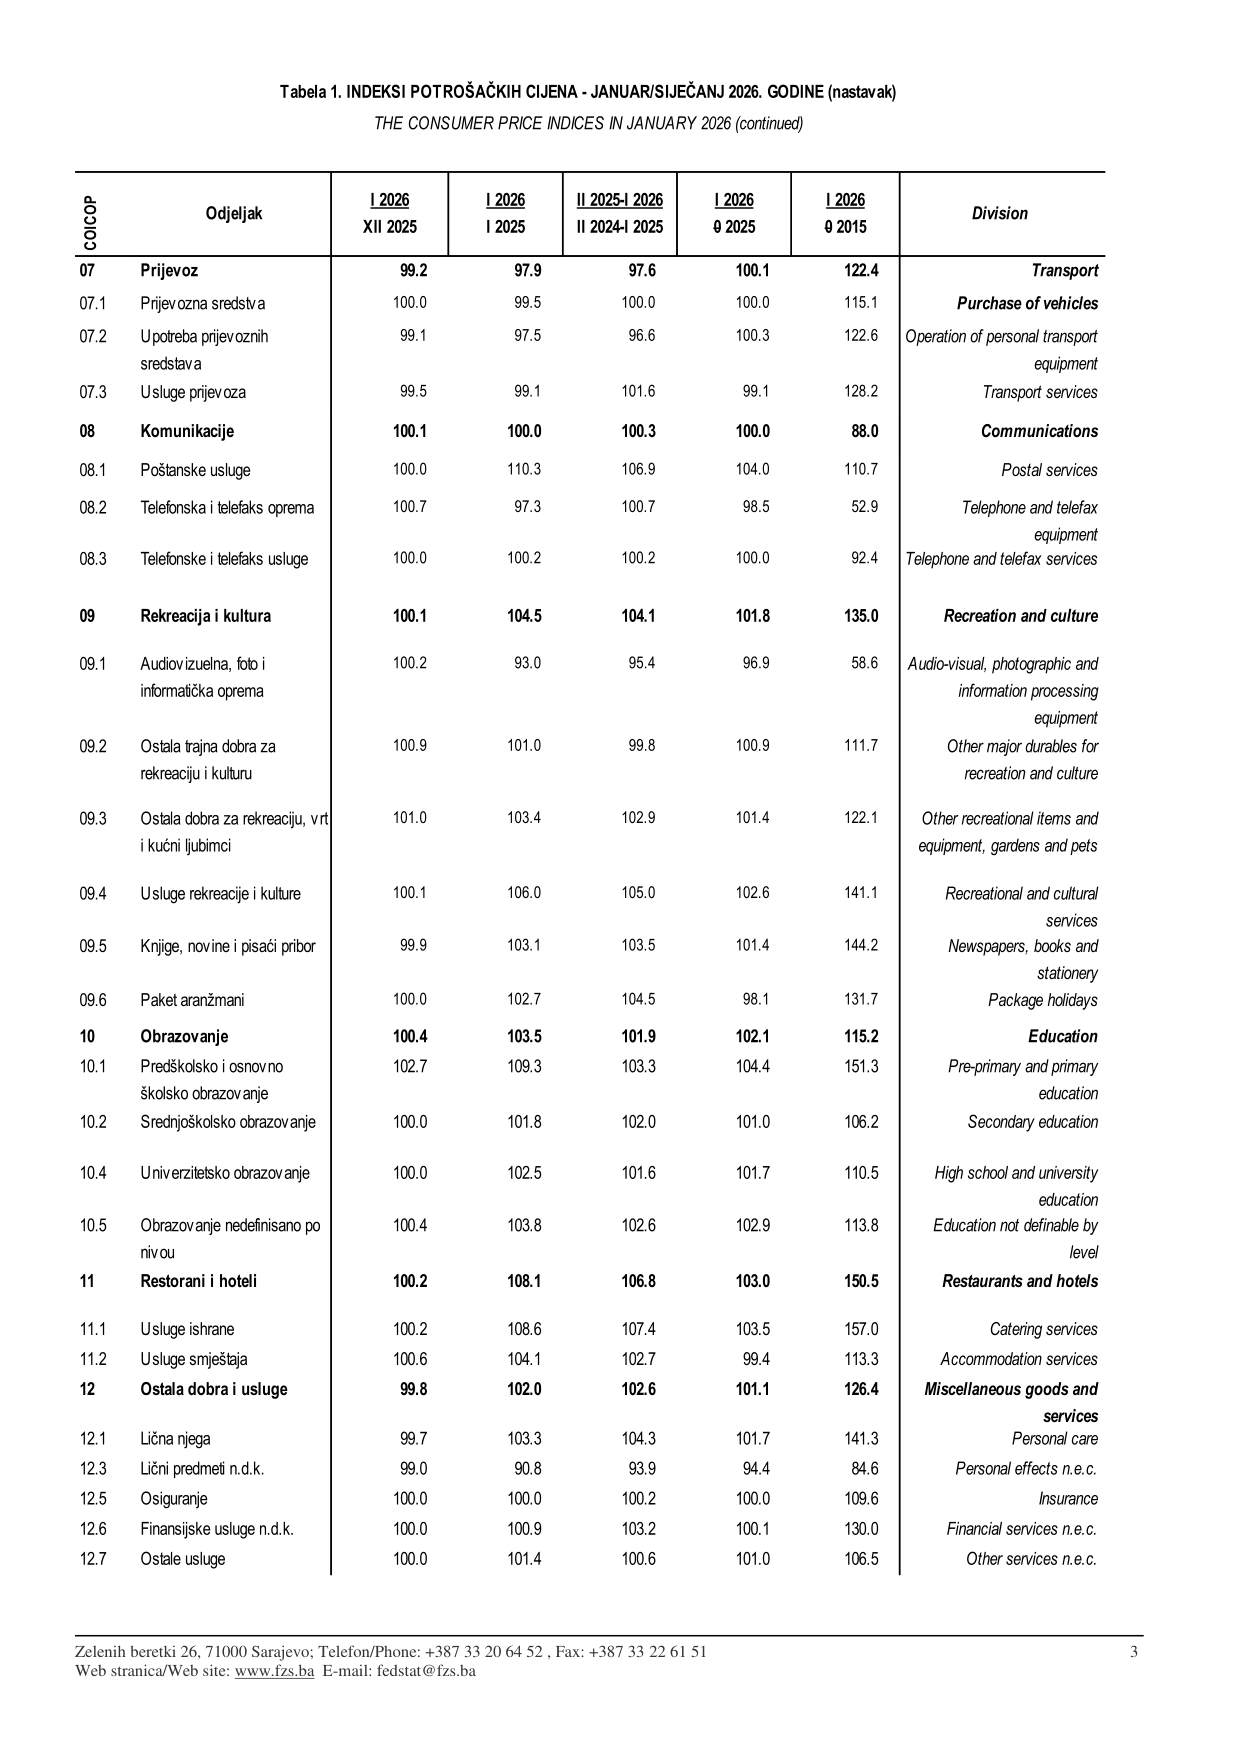 Tabela 1. INDEKSI POTROŠAČKIH CIJENA - JANUAR/SIJEČANJ 2026. GODINE (nastavak)
THE CONSUMER PRICE INDICES IN JANUARY 2026 (continued)
COICOP Odjeljak I 2026 I 2026 II 2025-I 2026 I 2026 I 2026 Division
XII 2025 I 2025 II 2024-I 2025 0 2025 0 2015
07 Prijevoz 99.2 97.9 97.6 100.1 122.4 Transport
07.1 Prijevozna sredstva 100.0 99.5 100.0 100.0 115.1 Purchase of vehicles
07.2 Upotreba prijevoznih 99.1 97.5 96.6 100.3 122.6 Operation of personal transport
sredstava equipment
07.3 Usluge prijevoza 99.5 99.1 101.6 99.1 128.2 Transport services
08 Komunikacije 100.1 100.0 100.3 100.0 88.0 Communications
08.1 Poštanske usluge 100.0 110.3 106.9 104.0 110.7 Postal services
08.2 Telefonska i telefaks oprema 100.7 97.3 100.7 98.5 52.9 Telephone and telefax
equipment
08.3 Telefonske i telefaks usluge 100.0 100.2 100.2 100.0 92.4 Telephone and telefax services
09 Rekreacija i kultura 100.1 104.5 104.1 101.8 135.0 Recreation and culture
09.1 Audiovizuelna, foto i 100.2 93.0 95.4 96.9 58.6 Audio-visual, photographic and
informatička oprema information processing
equipment
09.2 Ostala trajna dobra za 100.9 101.0 99.8 100.9 111.7 Other major durables for
rekreaciju i kulturu recreation and culture
09.3 Ostala dobra za rekreaciju, vrt 101.0 103.4 102.9 101.4 122.1 Other recreational items and
i kućni ljubimci equipment, gardens and pets
09.4 Usluge rekreacije i kulture 100.1 106.0 105.0 102.6 141.1 Recreational and cultural
services
09.5 Knjige, novine i pisaći pribor 99.9 103.1 103.5 101.4 144.2 Newspapers, books and
stationery
09.6 Paket aranžmani 100.0 102.7 104.5 98.1 131.7 Package holidays
10 Obrazovanje 100.4 103.5 101.9 102.1 115.2 Education
10.1 Predškolsko i osnovno 102.7 109.3 103.3 104.4 151.3 Pre-primary and primary
školsko obrazovanje education
10.2 Srednjoškolsko obrazovanje 100.0 101.8 102.0 101.0 106.2 Secondary education
10.4 Univerzitetsko obrazovanje 100.0 102.5 101.6 101.7 110.5 High school and university
education
10.5 Obrazovanje nedefinisano po 100.4 103.8 102.6 102.9 113.8 Education not definable by
nivou level
11 Restorani i hoteli 100.2 108.1 106.8 103.0 150.5 Restaurants and hotels
11.1 Usluge ishrane 100.2 108.6 107.4 103.5 157.0 Catering services
11.2 Usluge smještaja 100.6 104.1 102.7 99.4 113.3 Accommodation services
12 Ostala dobra i usluge 99.8 102.0 102.6 101.1 126.4 Miscellaneous goods and
services
12.1 Lična njega 99.7 103.3 104.3 101.7 141.3 Personal care
12.3 Lični predmeti n.d.k. 99.0 90.8 93.9 94.4 84.6 Personal effects n.e.c.
12.5 Osiguranje 100.0 100.0 100.2 100.0 109.6 Insurance
12.6 Finansijske usluge n.d.k. 100.0 100.9 103.2 100.1 130.0 Financial services n.e.c.
12.7 Ostale usluge 100.0 101.4 100.6 101.0 106.5 Other services n.e.c.
Zelenih beretki 26, 71000 Sarajevo; Telefon/Phone: +387 33 20 64 52 , Fax: +387 33 22 61 51 3
Web stranica/Web site: www.fzs.ba E-mail: fedstat@fzs.ba